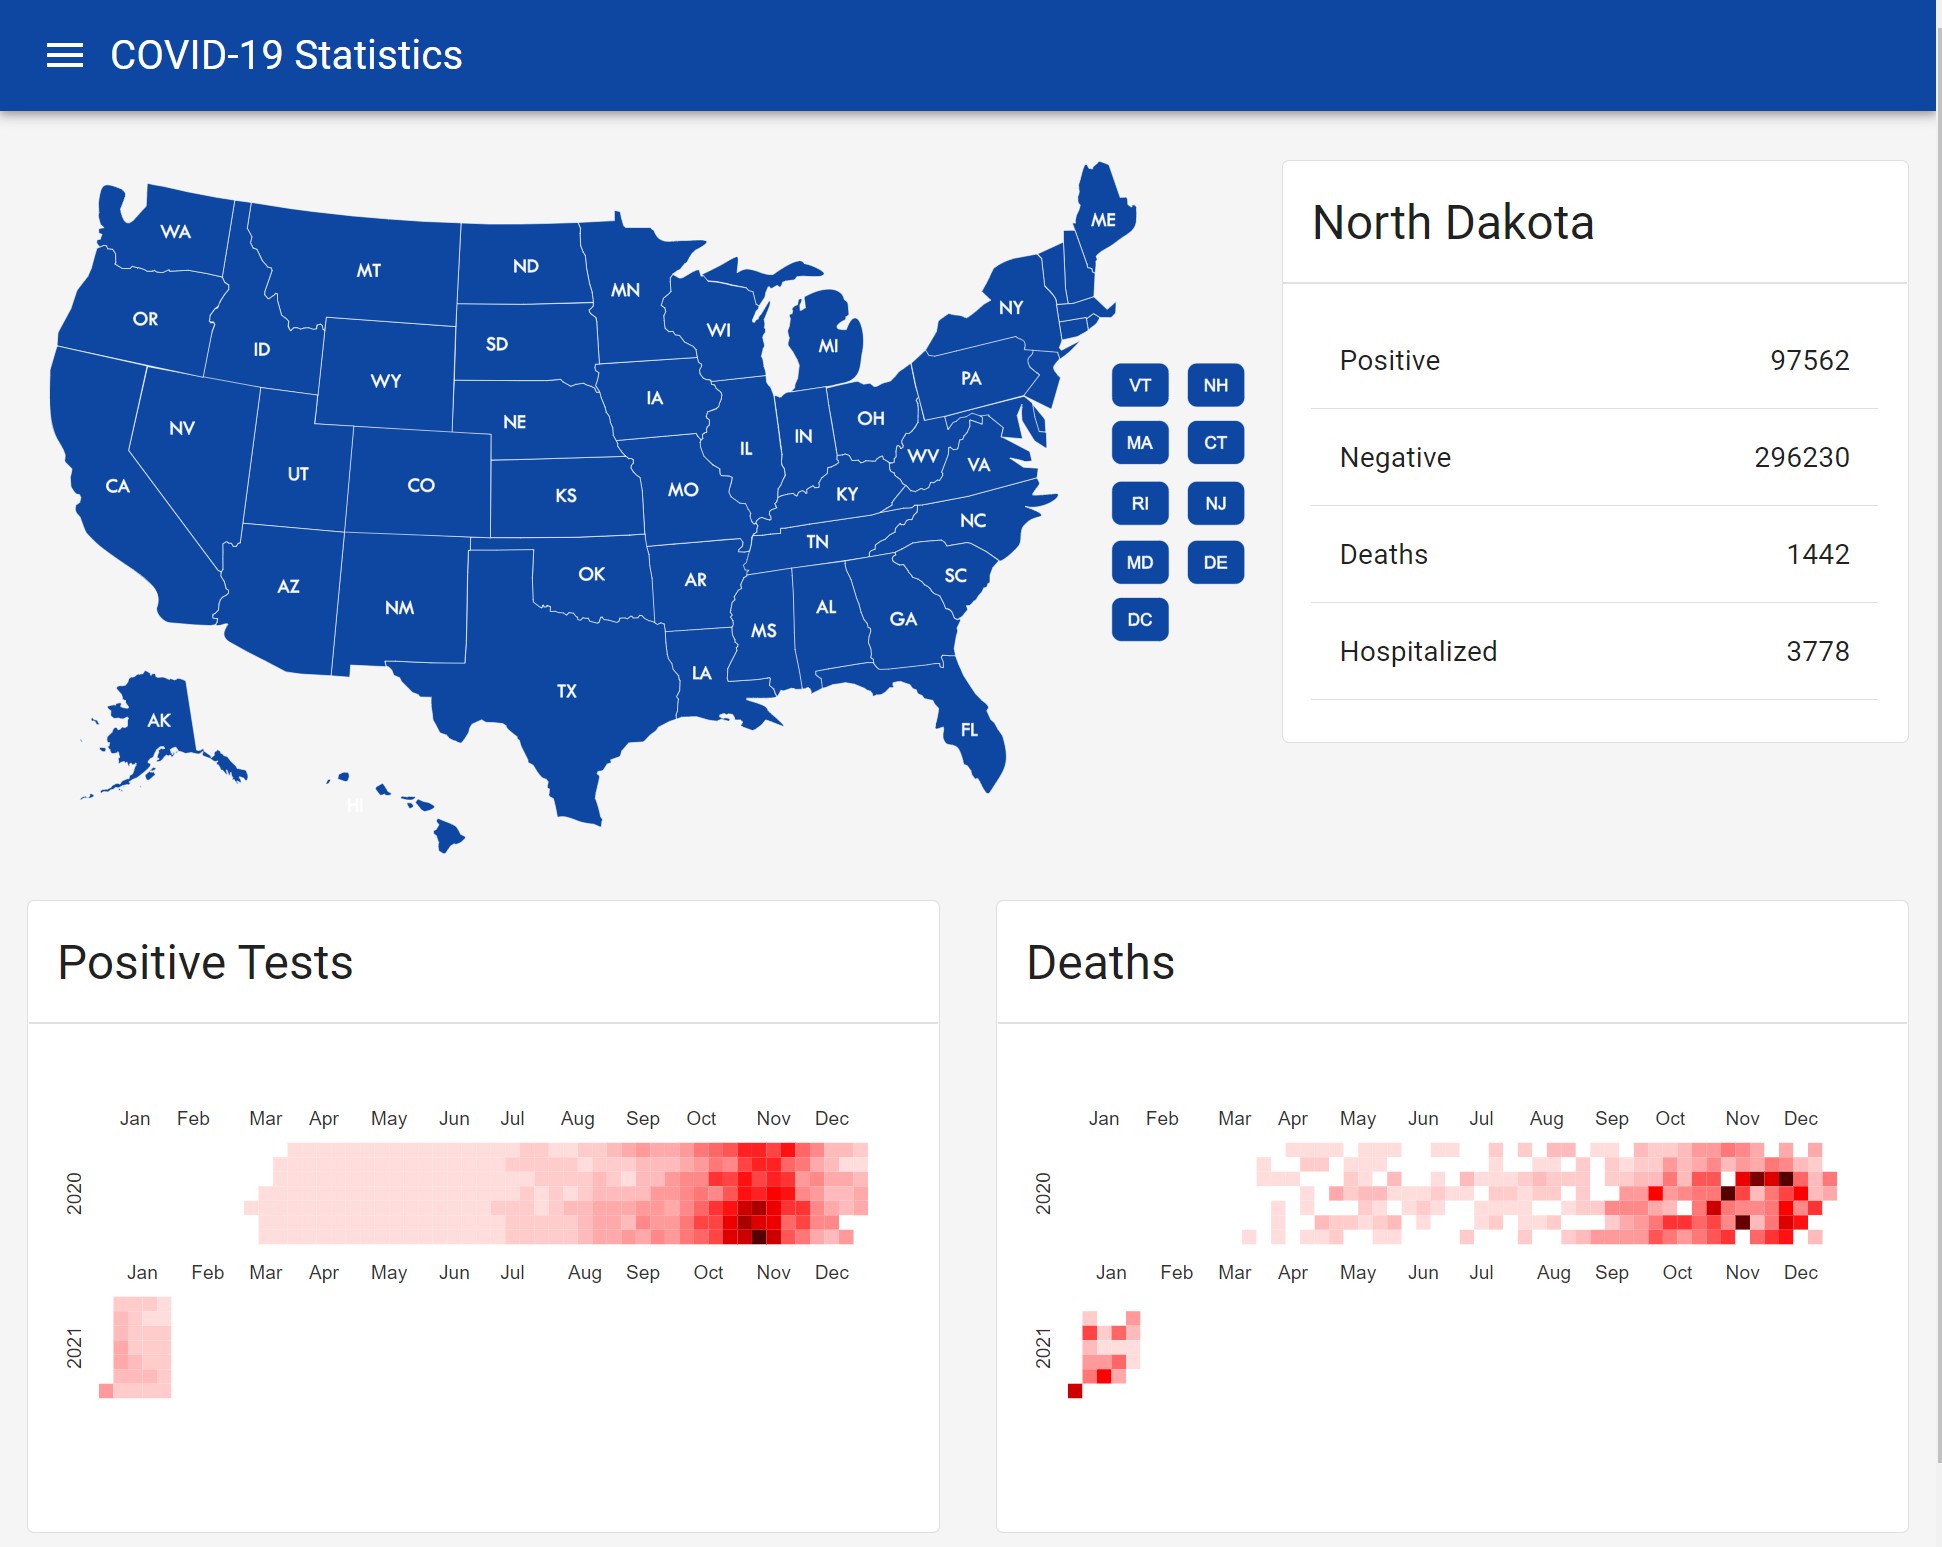 COVID-19 Statistics
ME
WA
MT
ND
MN
OR
ID
SD
WI
MI
NY
WY
NV
NE
IA
PA
IL
IN
OH
WV
VA
CA
UT
CO
KS
MO
KY
NC
TN
AZ
NM
OK
AR
SC
MS
AL
GA
TX
LA
AK
FL
HI
VT NH
MA CT
RI NJ
MD DE
DC
North Dakota
Positive 97562
Negative 296230
Deaths 1442
Hospitalized 3778
Positive Tests
Jan Feb Mar Apr May Jun Jul Aug Sep Oct Nov Dec
2020
Jan Feb Mar Apr May Jun Jul Aug Sep Oct Nov Dec
2021
Deaths
Jan Feb Mar Apr May Jun Jul Aug Sep Oct Nov Dec
2020
Jan Feb Mar Apr May Jun Jul Aug Sep Oct Nov Dec
2021